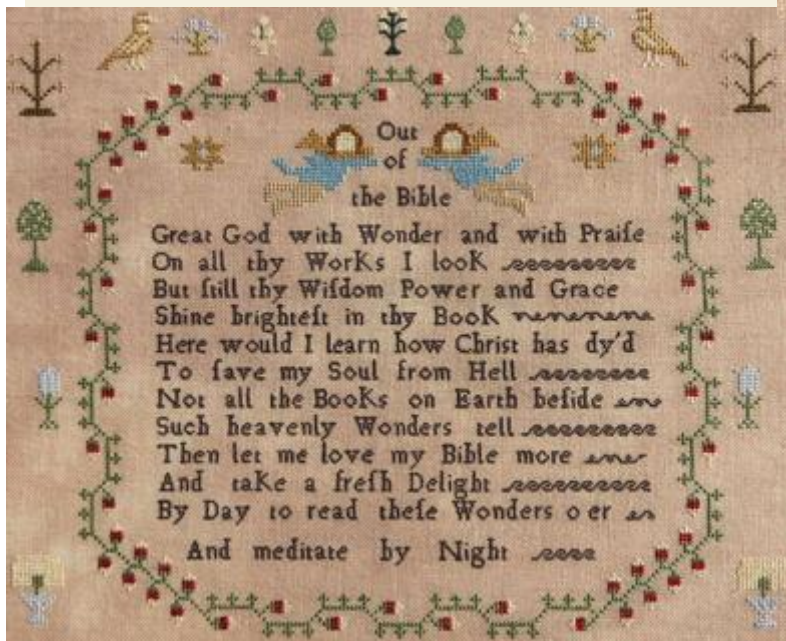 Out
of
the Bible
Great God with Wonder and with Praiſe
On all thy WorKs I looK
But ſtill thy Wiſdom Power and Grace
Shine brighteſt in thy BooK
Here would I learn how Christ has dy'd
To ſave my Soul from Hell
Not all the BooKs on Earth beſide
Such heavenly Wonders tell
Then let me love my Bible more
And taKe a freſh Delight
By Day to read theſe Wonders o er
And meditate by Night